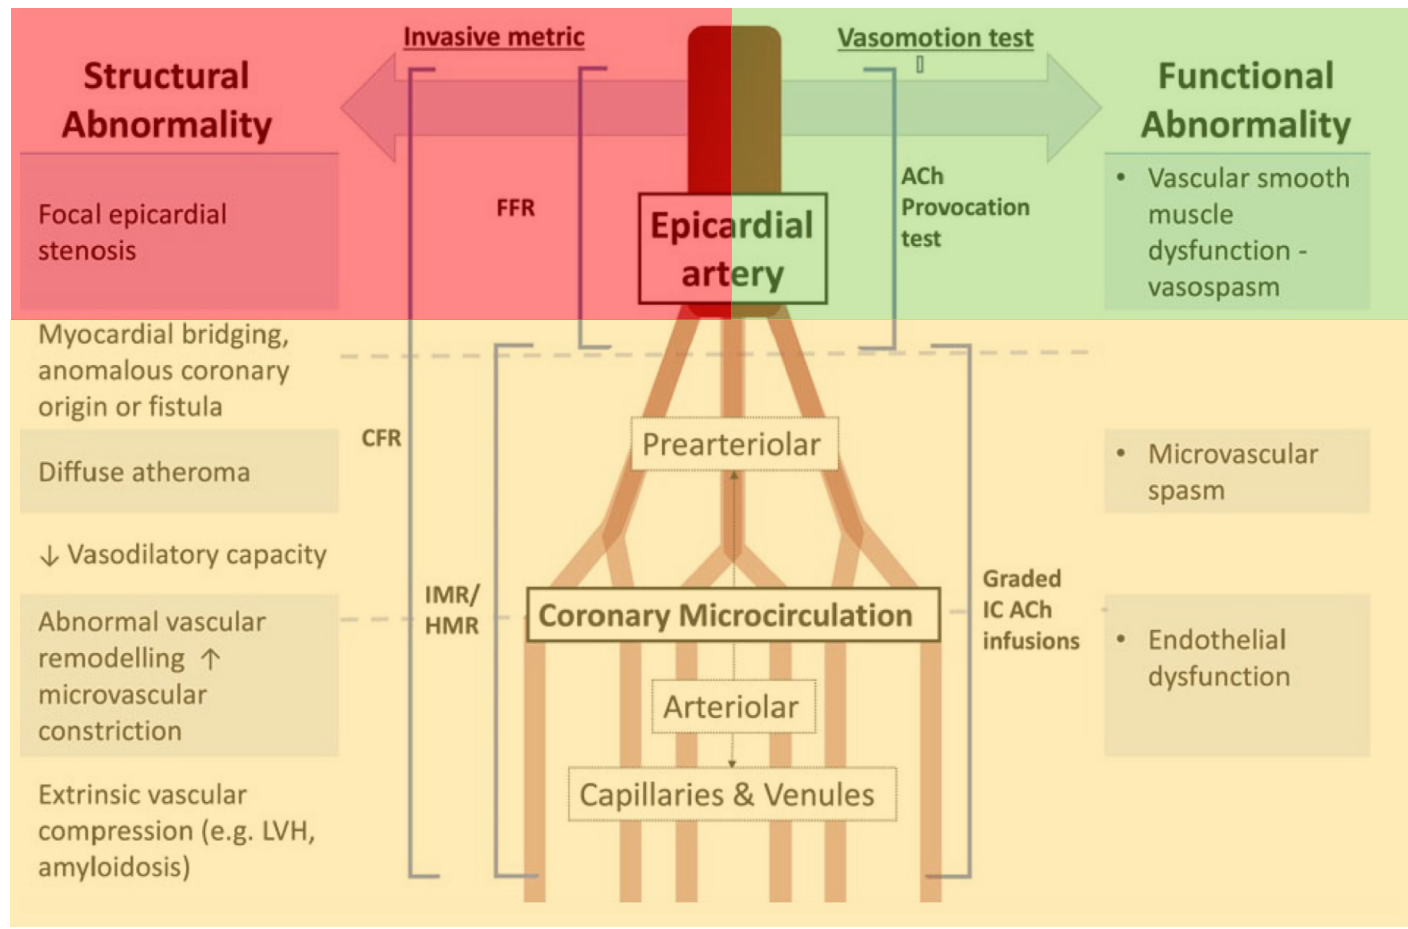 Invasive metric
Vasomotion test
Structural
Abnormality
Functional
Abnormality
Focal epicardial
stenosis
FFR
Epicardial
artery
ACh
Provocation
test
• Vascular smooth
muscle
dysfunction -
vasospasm
Myocardial bridging,
anomalous coronary
origin or fistula
CFR
Prearteriolar
Diffuse atheroma
• Microvascular
spasm
↓ Vasodilatory capacity
IMR/
HMR
Coronary Microcirculation
Graded
IC ACh
infusions
Abnormal vascular
remodelling ↑
microvascular
constriction
• Endothelial
dysfunction
Arteriolar
Capillaries & Venules
Extrinsic vascular
compression (e.g. LVH,
amyloidosis)